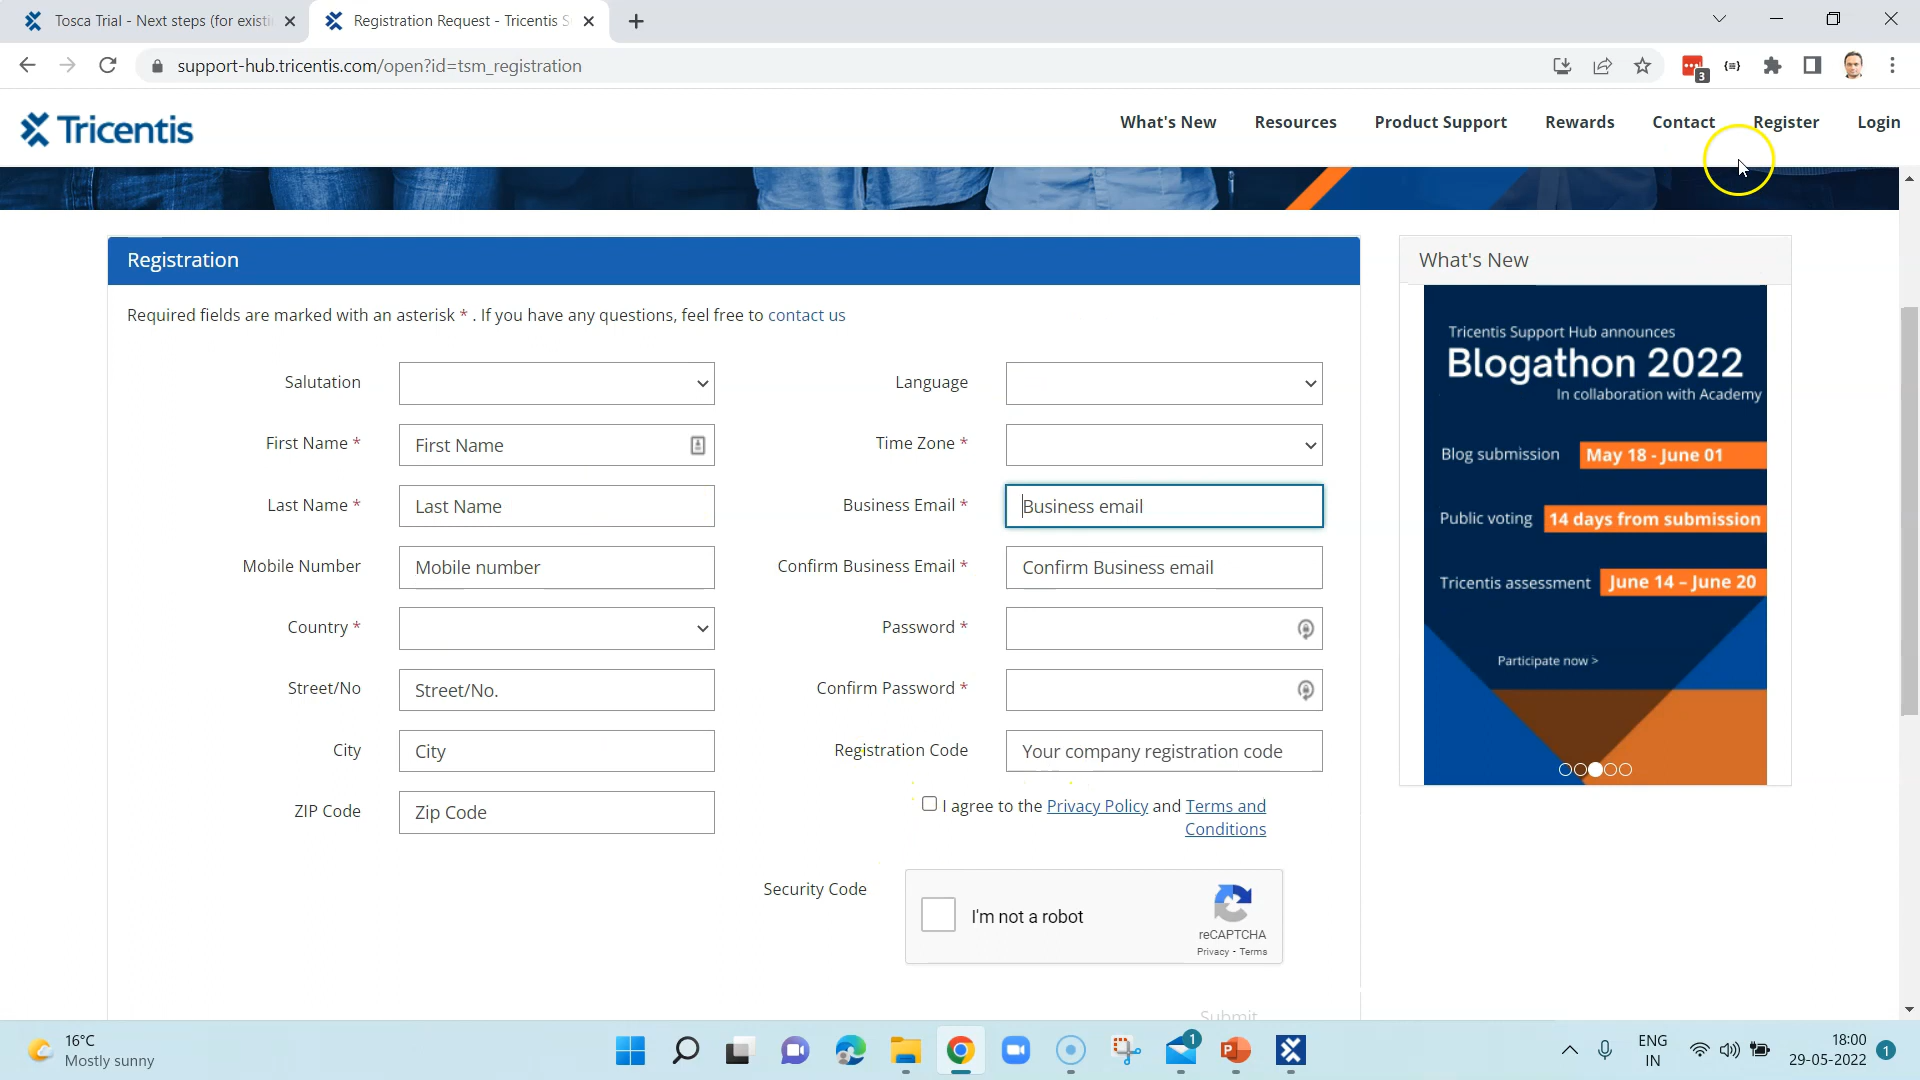 Tosca Trial - Next steps (for existi
Registration Request - Tricentis S
support-hub.tricentis.com/open?id=tsm_registration
3
Tricentis
What's New
Resources
Product Support
Rewards
Contact
Register
Login
Registration
What's New
Required fields are marked with an asterisk * . If you have any questions, feel free to contact us
Tricentis Support Hub announces
Blogathon 2022
In collaboration with Academy
Blog submission May 18 - June 01
Public voting 14 days from submission
Tricentis assessment June 14 – June 20
Participate now >
Salutation
Language
First Name * First Name
Time Zone *
Last Name * Last Name
Business Email * Business email
Mobile Number Mobile number
Confirm Business Email * Confirm Business email
Country *
Password *
Street/No Street/No.
Confirm Password *
City City
Registration Code Your company registration code
ZIP Code Zip Code
I agree to the Privacy Policy and Terms and
Conditions
Security Code
I'm not a robot
reCAPTCHA
Privacy - Terms
Submit
16°C
Mostly sunny
1
ENG
IN
18:00
29-05-2022
1